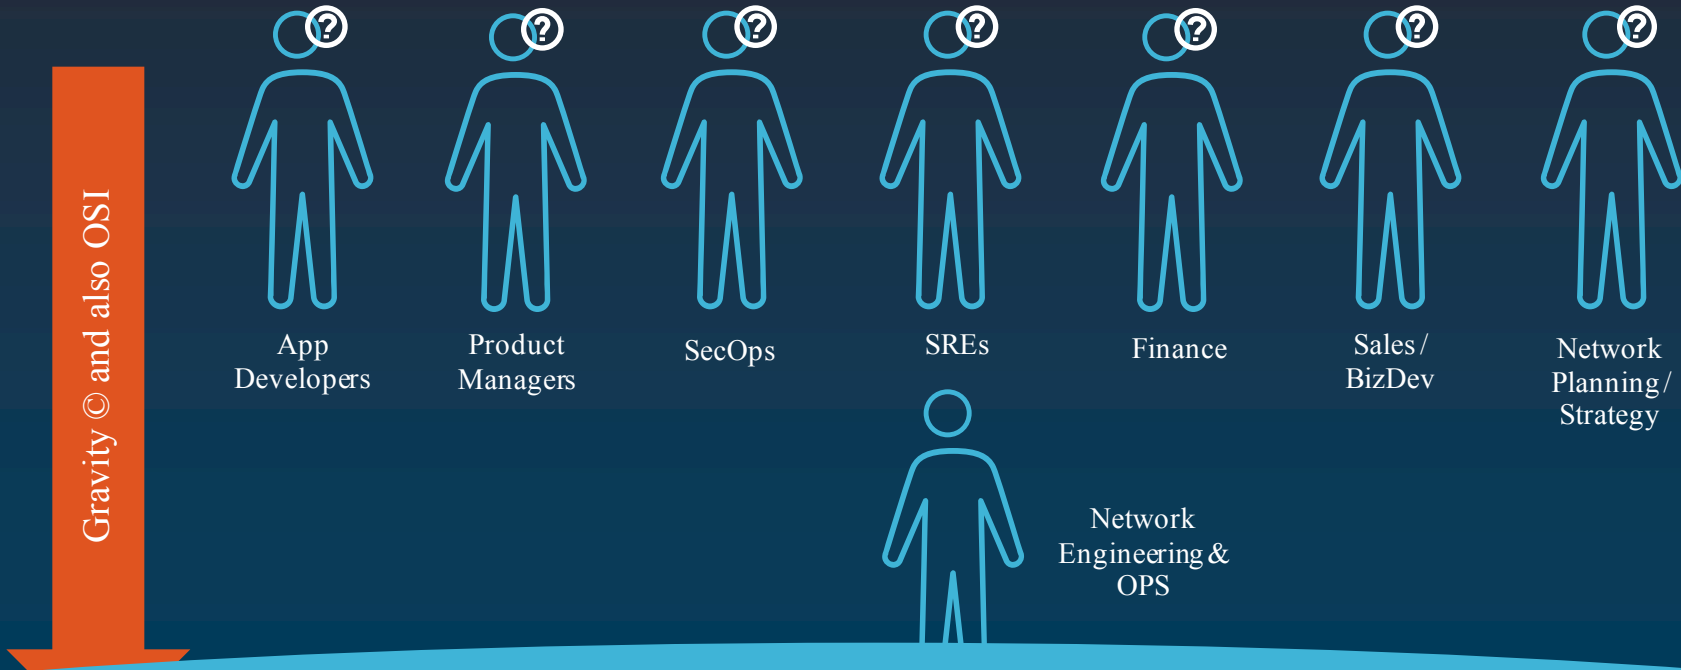 Gravity © and also OSI
?
?
?
?
?
?
?
App
Developers
Product
Managers
SecOps
SREs
Finance
Sales /
BizDev
Network
Planning /
Strategy
Network
Engineering &
OPS